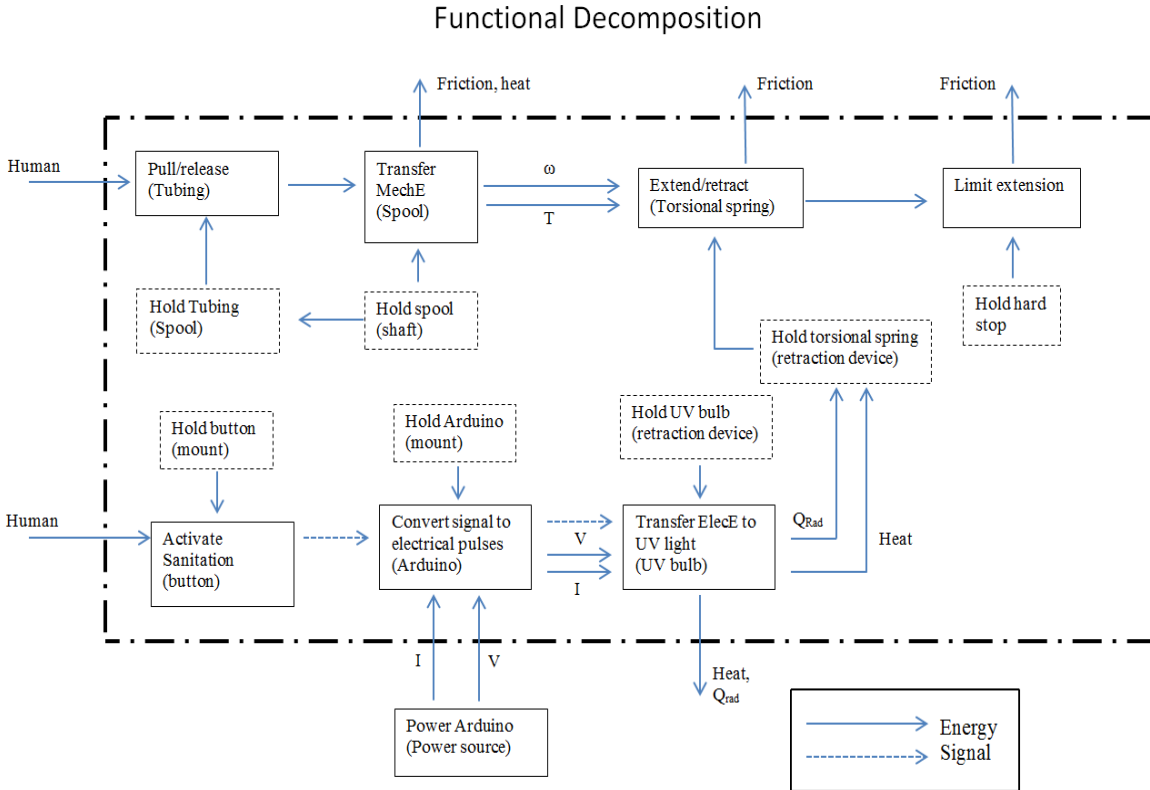 Functional Decomposition
Friction, heat
Friction
Friction
Human
Pull/release
(Tubing)
Transfer
MechE
(Spool)
ω
T
Extend/retract
(Torsional spring)
Limit extension
Hold Tubing
(Spool)
Hold spool
(shaft)
Hold hard
stop
Hold torsional spring
(retraction device)
Hold button
(mount)
Hold Arduino
(mount)
Hold UV bulb
(retraction device)
Human
Activate
Sanitation
(button)
Convert signal to
electrical pulses
(Arduino)
V
I
Transfer ElecE to
UV light
(UV bulb)
QRad
Heat
I
V
Heat,
Qrad
Power Arduino
(Power source)
Energy
Signal